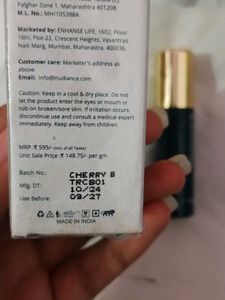 Palghar Zone 1, Maharashtra 401208.
M.L. No.: MH/105388A
Marketed by: ENHANSE LIFE, 1602, Floor-
16th, Plot-22, Crescent Heights, Vasantrao
Naik Marg, Mumbai, Maharashtra, 400036.
Customer care: Marketer's address as
above.
Email: info@trudiance.com
Caution: Keep in a cool & dry place. Do not
let the product enter the eyes or mouth or
rub on broken/sore skin. If irritation occurs,
discontinue use and consult a medical expert
immediately. Keep away from children.
MRP : ₹ 595/- (Incl. of all Taxes)
Unit Sale Price : ₹ 148.75/- per gm
Batch No.: CHERRY B
TRCB01
Mfg. DT: 10/24
Use Before: 09/27
MADE IN INDIA